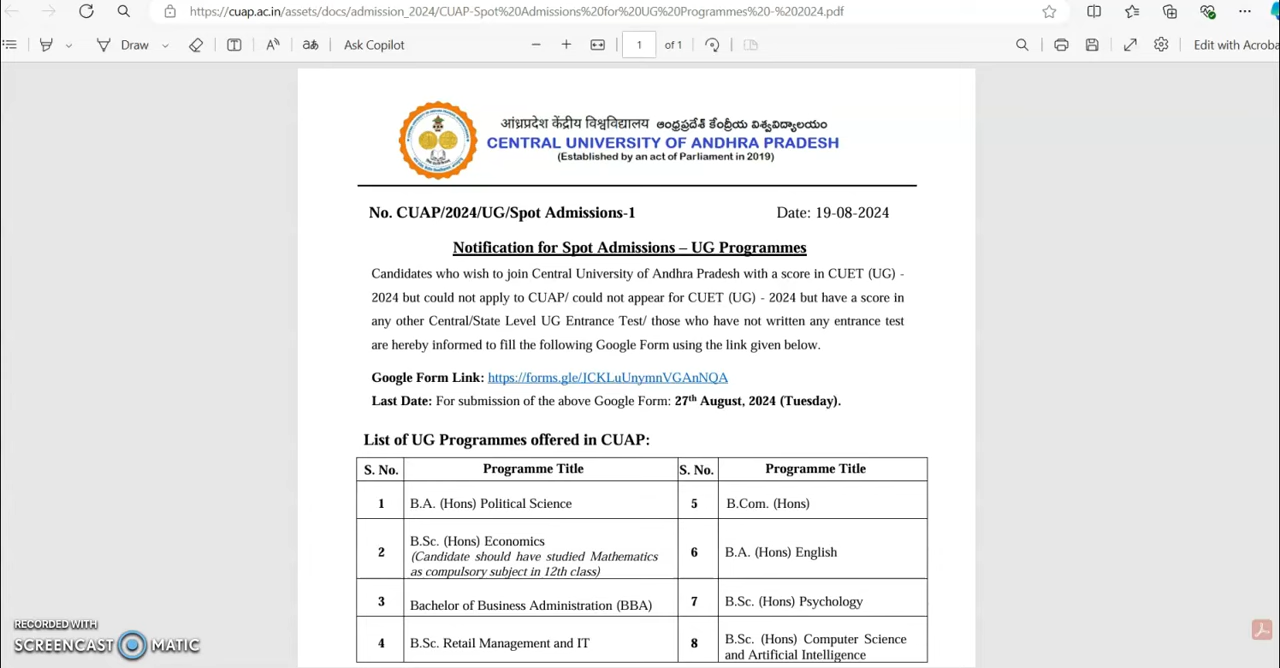 https://cuap.ac.in/assets/docs/admission_2024/CUAP-Spot%20Admissions%20for%20UG%20Programmes%20-%202024.pdf
Draw
Ask Copilot
1 of 1
Edit with Acroba
आंध्रप्रदेश केंद्रीय विश्वविद्यालय ఆంధ్రప్రదేశ్ కేంద్రీయ విశ్వవిద్యాలయం
CENTRAL UNIVERSITY OF ANDHRA PRADESH
(Established by an act of Parliament in 2019)
No. CUAP/2024/UG/Spot Admissions-1 Date: 19-08-2024
Notification for Spot Admissions – UG Programmes
Candidates who wish to join Central University of Andhra Pradesh with a score in CUET (UG) -
2024 but could not apply to CUAP/ could not appear for CUET (UG) - 2024 but have a score in
any other Central/State Level UG Entrance Test/ those who have not written any entrance test
are hereby informed to fill the following Google Form using the link given below.
Google Form Link: https://forms.gle/JCKLuUnymnVGAnNQA
Last Date: For submission of the above Google Form: 27th August, 2024 (Tuesday).
List of UG Programmes offered in CUAP:
S. No. Programme Title S. No. Programme Title
1 B.A. (Hons) Political Science 5 B.Com. (Hons)
2 B.Sc. (Hons) Economics
(Candidate should have studied Mathematics
as compulsory subject in 12th class)
6 B.A. (Hons) English
3 Bachelor of Business Administration (BBA) 7 B.Sc. (Hons) Psychology
4 B.Sc. Retail Management and IT 8 B.Sc. (Hons) Computer Science
and Artificial Intelligence
RECORDED WITH
SCREENCAST MATIC